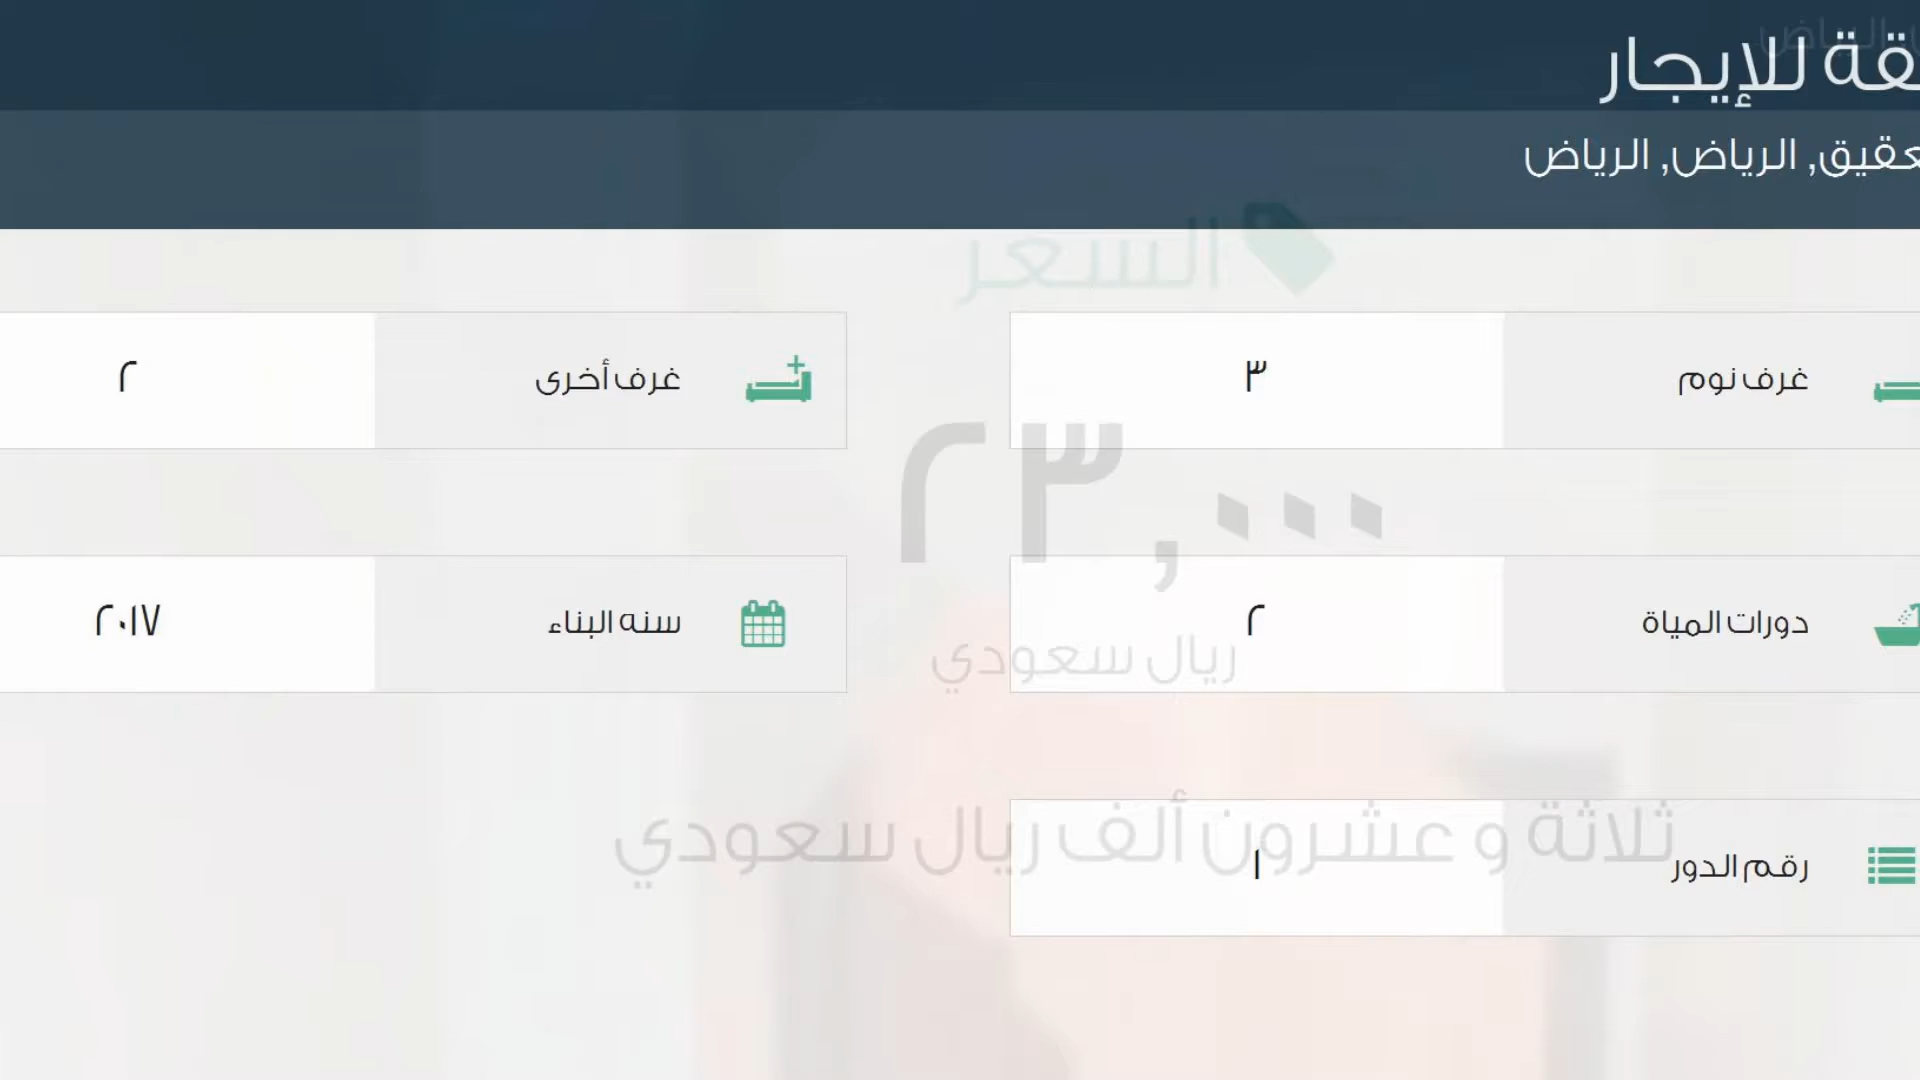 قة للإيجار
عقيق, الرياض, الرياض
السعر
غرف نوم ٣
غرف أخرى ٢
٢٣,٠٠٠
دورات المياة ٢
سنه البناء ٢٠١٧
ريال سعودي
ثلاثة و عشرون ألف ريال سعودي
رقم الدور ١